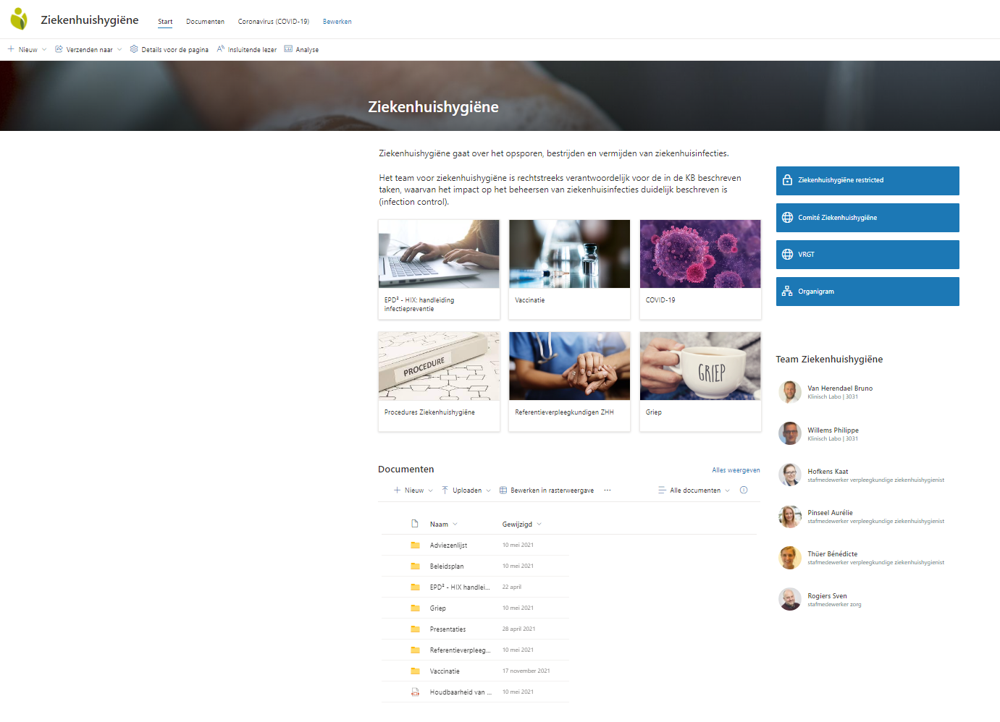 Ziekenhuishygiëne
Start
Documenten
Coronavirus (COVID-19)
Bewerken
Nieuw
Verzenden naar
Details voor de pagina
Insluitende lezer
Analyse
Ziekenhuishygiëne
Ziekenhuishygiëne gaat over het opsporen, bestrijden en vermijden van ziekenhuisinfecties.
Het team voor ziekenhuishygiëne is rechtstreeks verantwoordelijk voor de in de KB beschreven
taken, waarvan het impact op het beheersen van ziekenhuisinfecties duidelijk beschreven is
(infection control).
EPD² - HIX: handleiding
infectiepreventie
Vaccinatie
COVID-19
PROCEDURE
Procedures Ziekenhuishygiëne
Referentieverpleegkundigen ZHH
GRIEP
Griep
Ziekenhuishygiëne restricted
Comité Ziekenhuishygiëne
VRGT
Organigram
Team Ziekenhuishygiëne
Van Herendael Bruno
Klinisch Labo | 3031
Willems Philippe
Klinisch Labo | 3031
Hofkens Kaat
stafmedewerker verpleegkundige ziekenhuishygienist
Pinseel Aurélie
stafmedewerker verpleegkundige ziekenhuishygienist
Thüer Bénédicte
stafmedewerker verpleegkundige ziekenhuishygienist
Rogiers Sven
stafmedewerker zorg
Documenten
Alles weergeven
Nieuw
Uploaden
Bewerken in rasterweergave
...
Alle documenten
Naam
Gewijzigd
Adviezenlijst
10 mei 2021
Beleidsplan
10 mei 2021
EPD² - HIX handlei...
22 april
Griep
10 mei 2021
Presentaties
28 april 2021
Referentieverpleeg...
10 mei 2021
Vaccinatie
17 november 2021
Houdbaarheid van ...
10 mei 2021